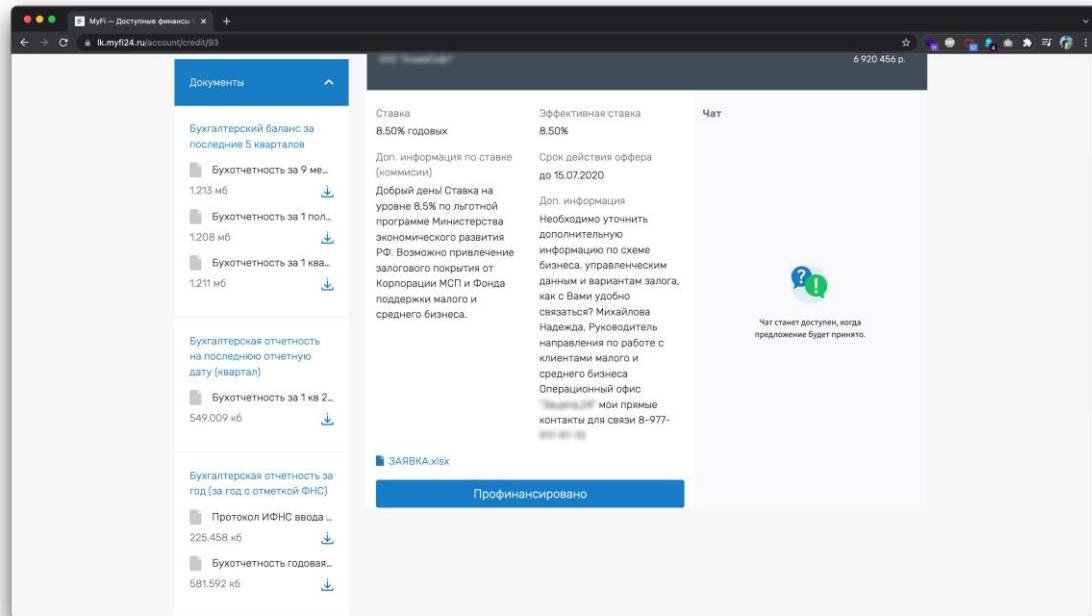 MyFi — Доступные финансы
lk.myfi24.ru/account/credit/93
6 920 456 р.
Документы
Бухгалтерский баланс за
последние 5 кварталов
Бухотчетность за 9 ме...
1.213 мб
Бухотчетность за 1 пол...
1.208 мб
Бухотчетность за 1 ква...
1.211 мб
Бухгалтерская отчетность
на последнюю отчетную
дату (квартал)
Бухотчетность за 1 кв 2...
549.009 кб
Бухгалтерская отчетность за
год (за год с отметкой ФНС)
Протокол ИФНС ввода ...
225.458 кб
Бухотчетность годовая...
581.592 кб
Ставка
8.50% годовых
Доп. информация по ставке
(коммисии)
Добрый день! Ставка на
уровне 8,5% по льготной
программе Министерства
экономического развития
РФ. Возможно привлечение
залогового покрытия от
Корпорации МСП и Фонда
поддержки малого и
среднего бизнеса.
Эффективная ставка
8.50%
Срок действия оффера
до 15.07.2020
Доп. информация
Необходимо уточнить
дополнительную
информацию по схеме
бизнеса, управленческим
данным и вариантам залога,
как с Вами удобно
связаться? Михайлова
Надежда, Руководитель
направления по работе с
клиентами малого и
среднего бизнеса
Операционный офис
мои прямые
контакты для связи 8-977-
ЗАЯВКА.xlsx
Профинансировано
Чат
Чат станет доступен, когда
предложение будет принято.